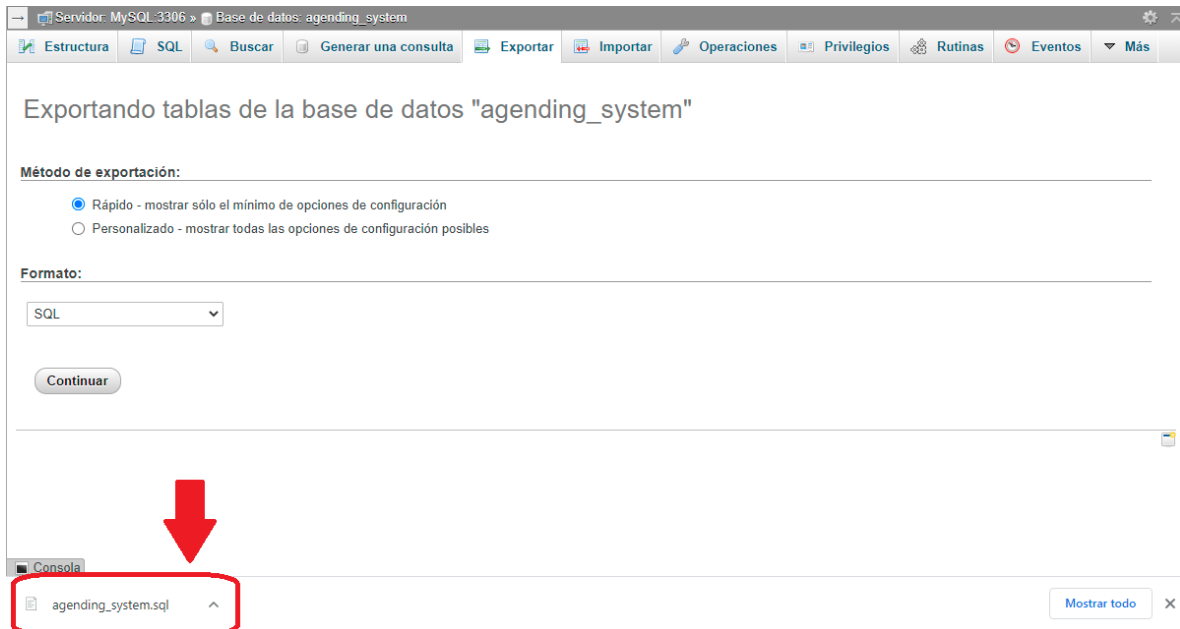 Servidor: MySQL:3306 » Base de datos: agending_system
Estructura SQL Buscar Generar una consulta Exportar Importar Operaciones Privilegios Rutinas Eventos Más
Exportando tablas de la base de datos "agending_system"
Método de exportación:
Rápido - mostrar sólo el mínimo de opciones de configuración
Personalizado - mostrar todas las opciones de configuración posibles
Formato:
SQL
Continuar
Consola
agending_system.sql
Mostrar todo